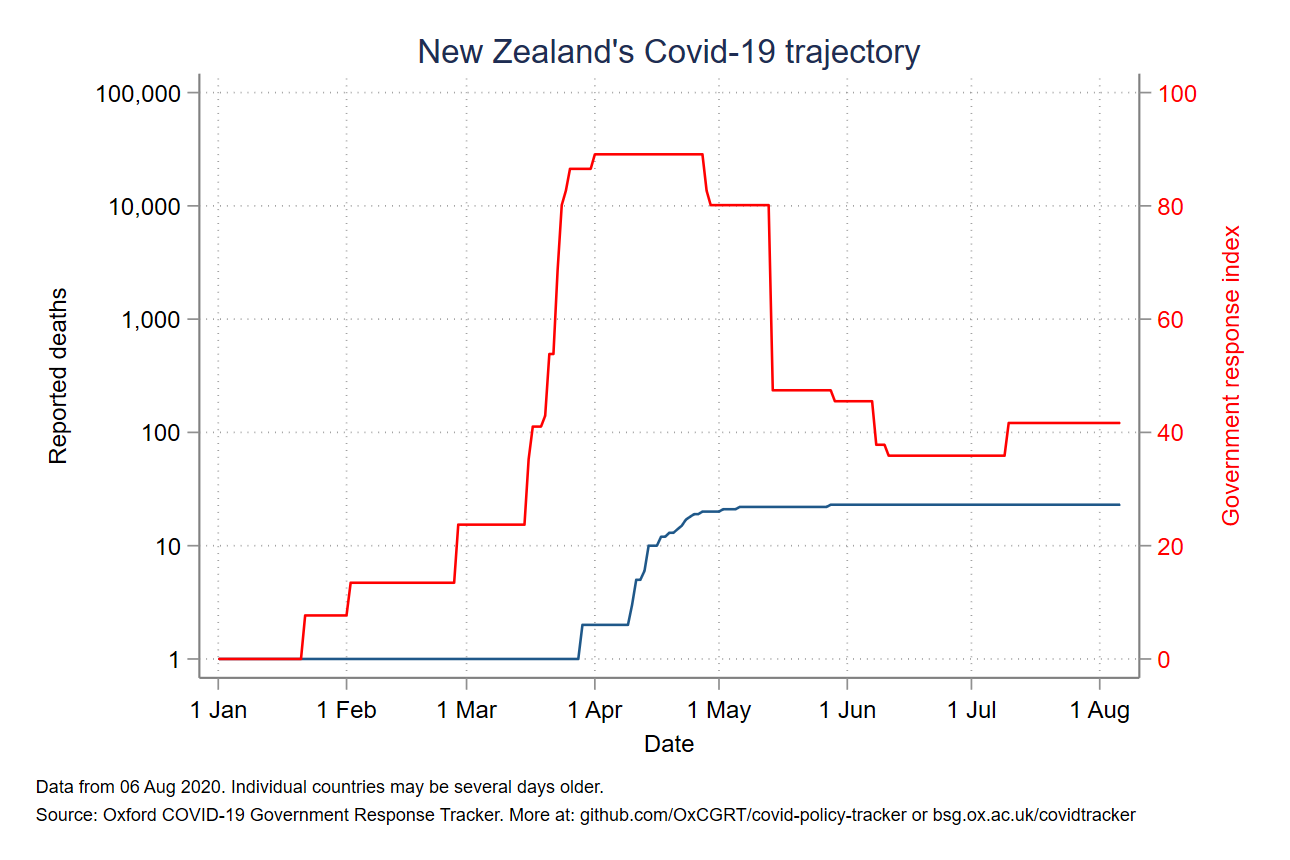 New Zealand's Covid-19 trajectory
100,000
10,000
1,000
100
10
1
Reported deaths
100
80
60
40
20
0
Government response index
1 Jan
1 Feb
1 Mar
1 Apr
1 May
1 Jun
1 Jul
1 Aug
Date
Data from 06 Aug 2020. Individual countries may be several days older.
Source: Oxford COVID-19 Government Response Tracker. More at: github.com/OxCGRT/covid-policy-tracker or bsg.ox.ac.uk/covidtracker